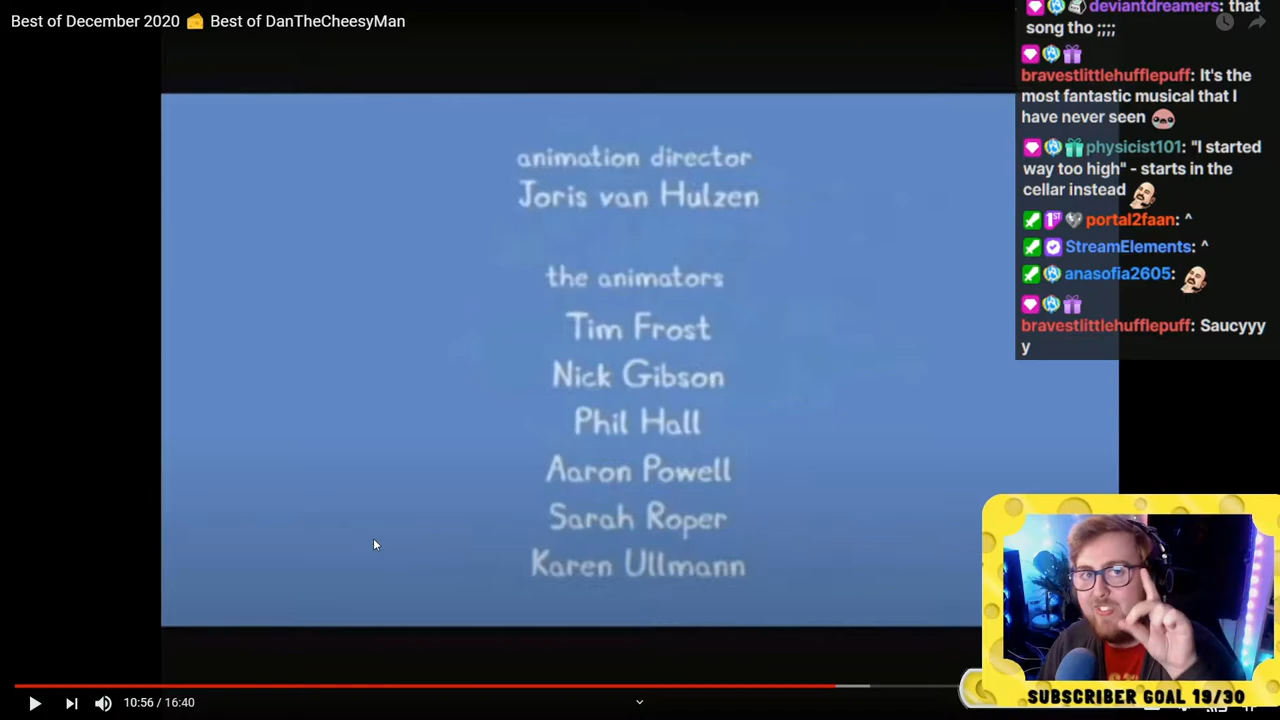 Best of December 2020 🧀 Best of DanTheCheesyMan
animation director
Joris van Hulzen
the animators
Tim Frost
Nick Gibson
Phil Hall
Aaron Powell
Sarah Roper
Karen Ullmann
deviantdreamers: that
song tho ;;;;
bravestlittlehufflepuff: It's the
most fantastic musical that I
have never seen
physicist101: "I started
way too high" - starts in the
cellar instead
portal2faan: ^
StreamElements: ^
anasofia2605:
bravestlittlehufflepuff: Saucyyy
y
SUBSCRIBER GOAL 19/30
10:56 / 16:40